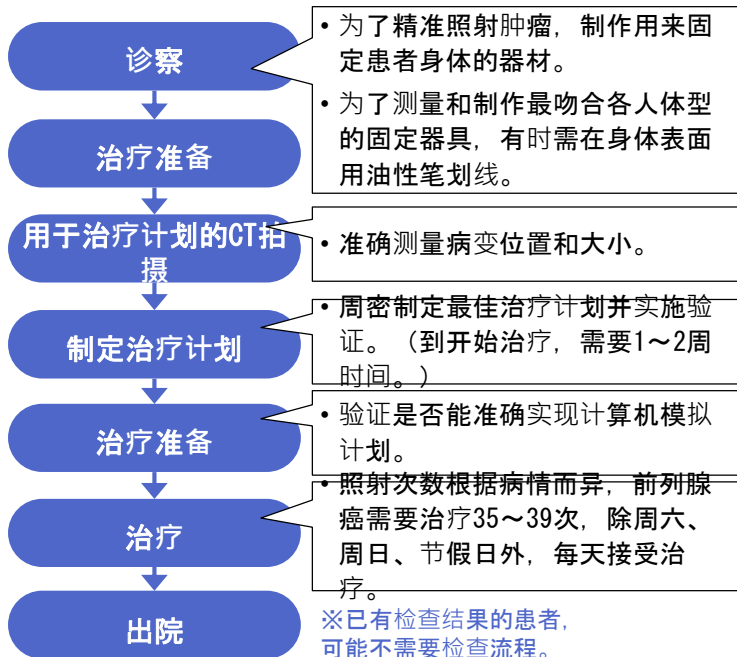 诊察
• 为了精准照射肿瘤，制作用来固
定患者身体的器材。
• 为了测量和制作最吻合各人体型
的固定器具，有时需在身体表面
用油性笔划线。
治疗准备
用于治疗计划的CT拍
摄
• 准确测量病变位置和大小。
制定治疗计划
• 周密制定最佳治疗计划并实施验
证。（到开始治疗，需要1～2周
时间。）
治疗准备
• 验证是否能准确实现计算机模拟
计划。
治疗
• 照射次数根据病情而异，前列腺
癌需要治疗35～39次，除周六、
周日、节假日外，每天接受治
疗。
出院
※已有检查结果的患者，
可能不需要检查流程。